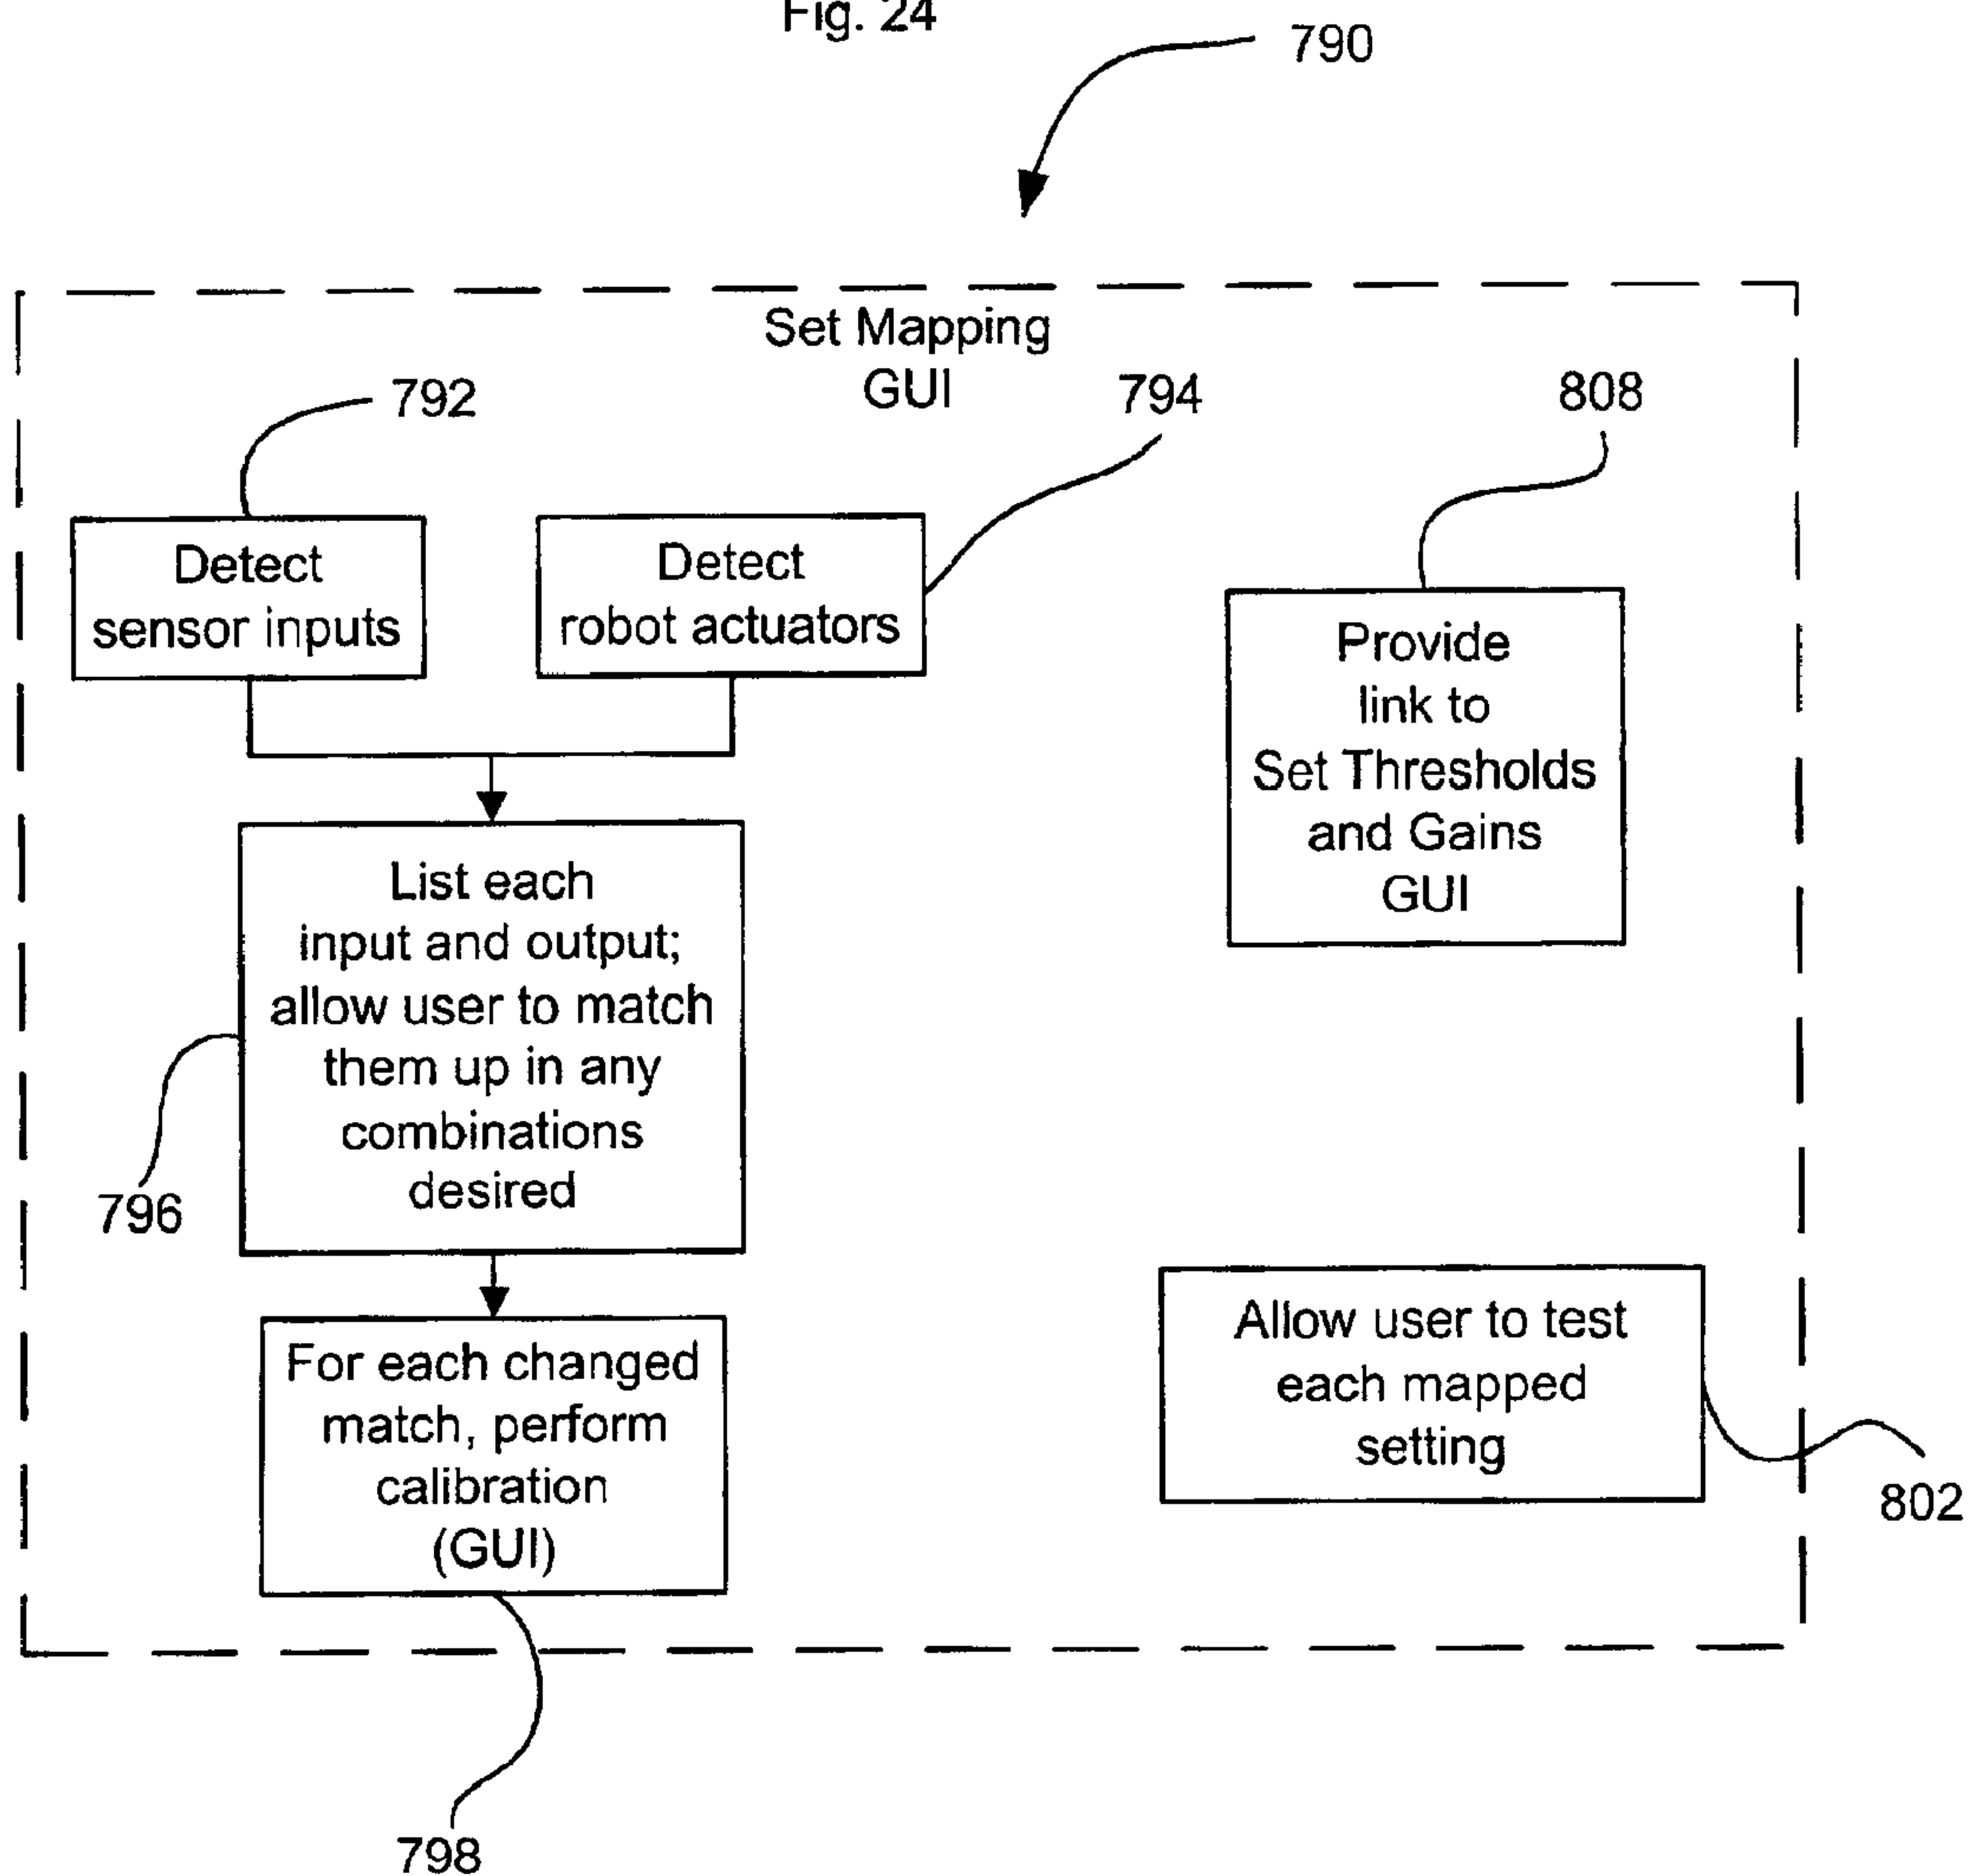 Fig. 24
790
Set Mapping
GUI
792
794
808
Detect
sensor inputs
Detect
robot actuators
Provide
link to
Set Thresholds
and Gains
GUI
List each
input and output;
allow user to match
them up in any
combinations
desired
796
For each changed
match, perform
calibration
(GUI)
Allow user to test
each mapped
setting
802
798